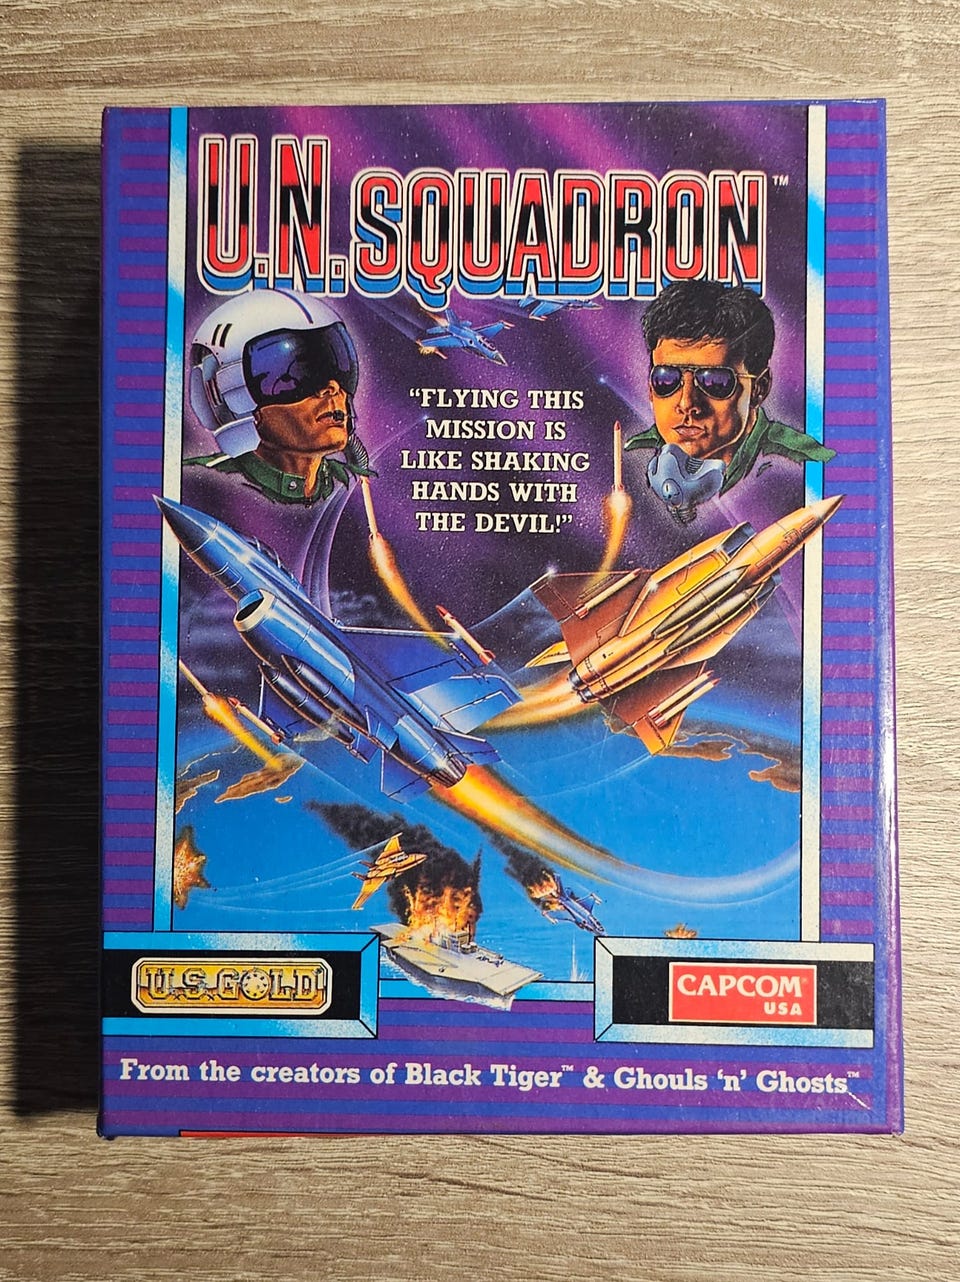 U.N. SQUADRON™
“FLYING THIS
MISSION IS
LIKE SHAKING
HANDS WITH
THE DEVIL!”
U.S. GOLD
CAPCOM®
USA
From the creators of Black Tiger™ & Ghouls ‘n’ Ghosts™